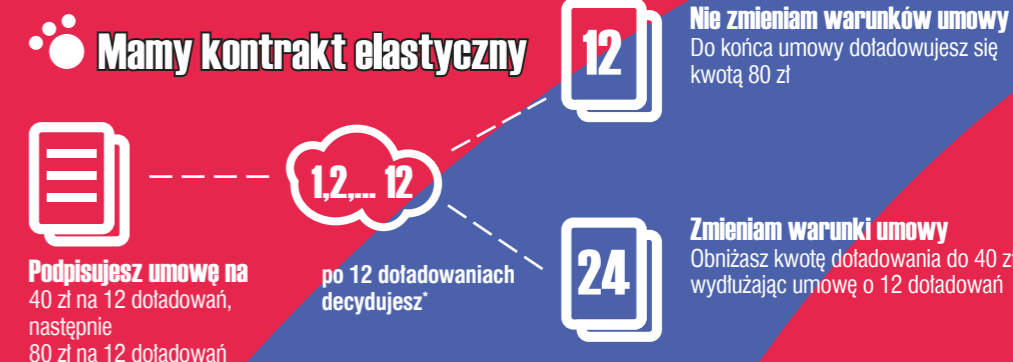 Mamy kontrakt elastyczny
Podpisujesz umowę na
40 zł na 12 doładowań,
następnie
80 zł na 12 doładowań
1,2,... 12
po 12 doładowaniach
decydujesz*
12
Nie zmieniam warunków umowy
Do końca umowy doładowujesz się
kwotą 80 zł
24
Zmieniam warunki umowy
Obniżasz kwotę doładowania do 40 zł
wydłużając umowę o 12 doładowań